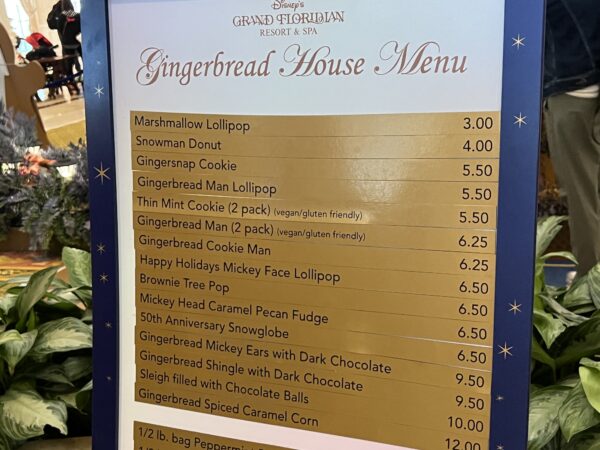 Disney's
GRAND FLORIDIAN
RESORT & SPA
Gingerbread House Menu
Marshmallow Lollipop 3.00
Snowman Donut 4.00
Gingersnap Cookie 5.50
Gingerbread Man Lollipop 5.50
Thin Mint Cookie (2 pack) (vegan/gluten friendly) 5.50
Gingerbread Man (2 pack) (vegan/gluten friendly) 6.25
Gingerbread Cookie Man 6.25
Happy Holidays Mickey Face Lollipop 6.50
Brownie Tree Pop 6.50
Mickey Head Caramel Pecan Fudge 6.50
50th Anniversary Snowglobe 6.50
Gingerbread Mickey Ears with Dark Chocolate 9.50
Gingerbread Shingle with Dark Chocolate 9.50
Sleigh filled with Chocolate Balls 10.00
Gingerbread Spiced Caramel Corn 12.00
1/2 lb. bag Peppermint